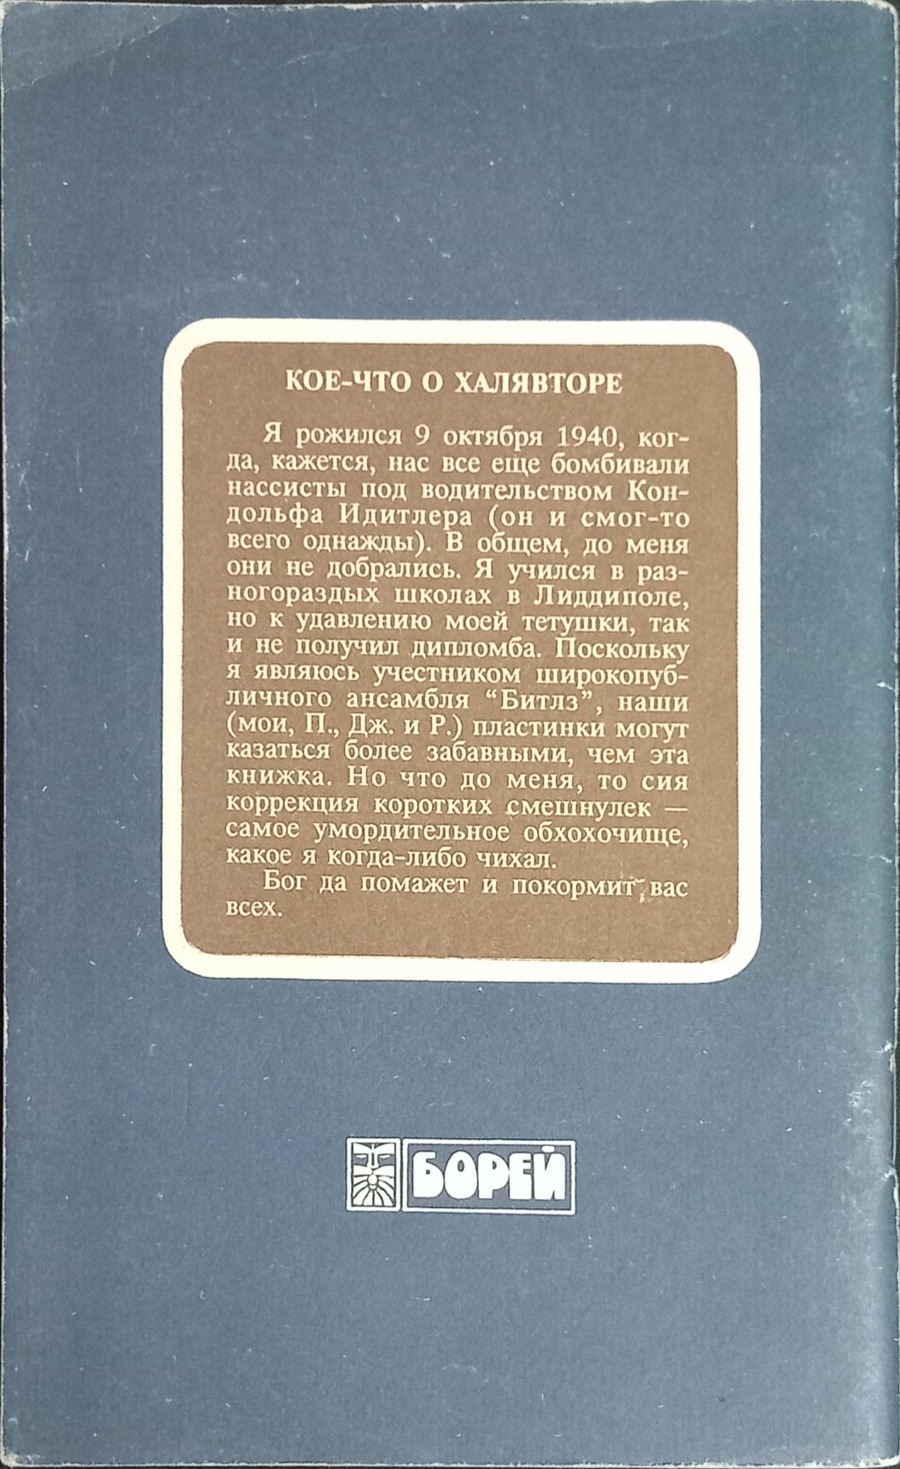 КОЕ-ЧТО О ХАЛЯВТОРЕ
Я рожился 9 октября 1940, ког-
да, кажется, нас все еще бомбивали
нассисты под водительством Кон-
дольфа Идитлера (он и смог-то
всего однажды). В общем, до меня
они не добрались. Я учился в раз-
ногораздых школах в Лиддиполе,
но к удавлению моей тетушки, так
и не получил дипломба. Поскольку
я являюсь учестником широкопуб-
личного ансамбля “Битлз”, наши
(мои, П., Дж. и Р.) пластинки могут
казаться более забавными, чем эта
книжка. Но что до меня, то сия
коррекция коротких смешнулек —
самое умордительное обхохочище,
какое я когда-либо чихал.
Бог да помажет и покормит вас
всех.
БОРЕЙ